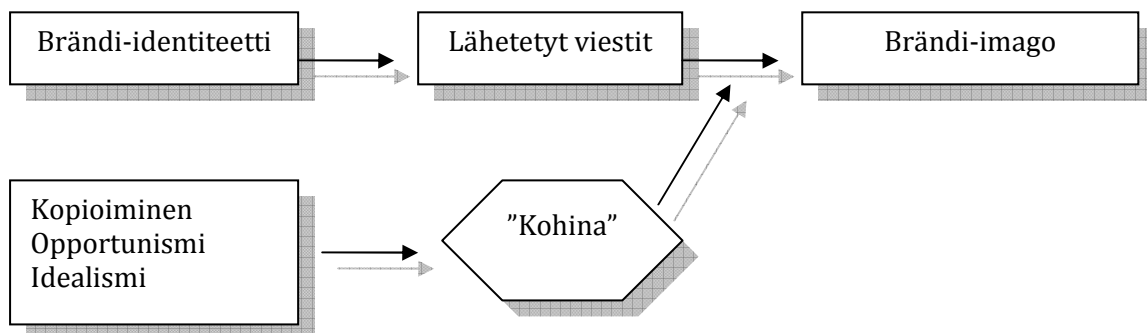 Brändi-identiteetti
Lähetetyt viestit
Brändi-imago
Kopioiminen
Opportunismi
Idealismi
”Kohina”